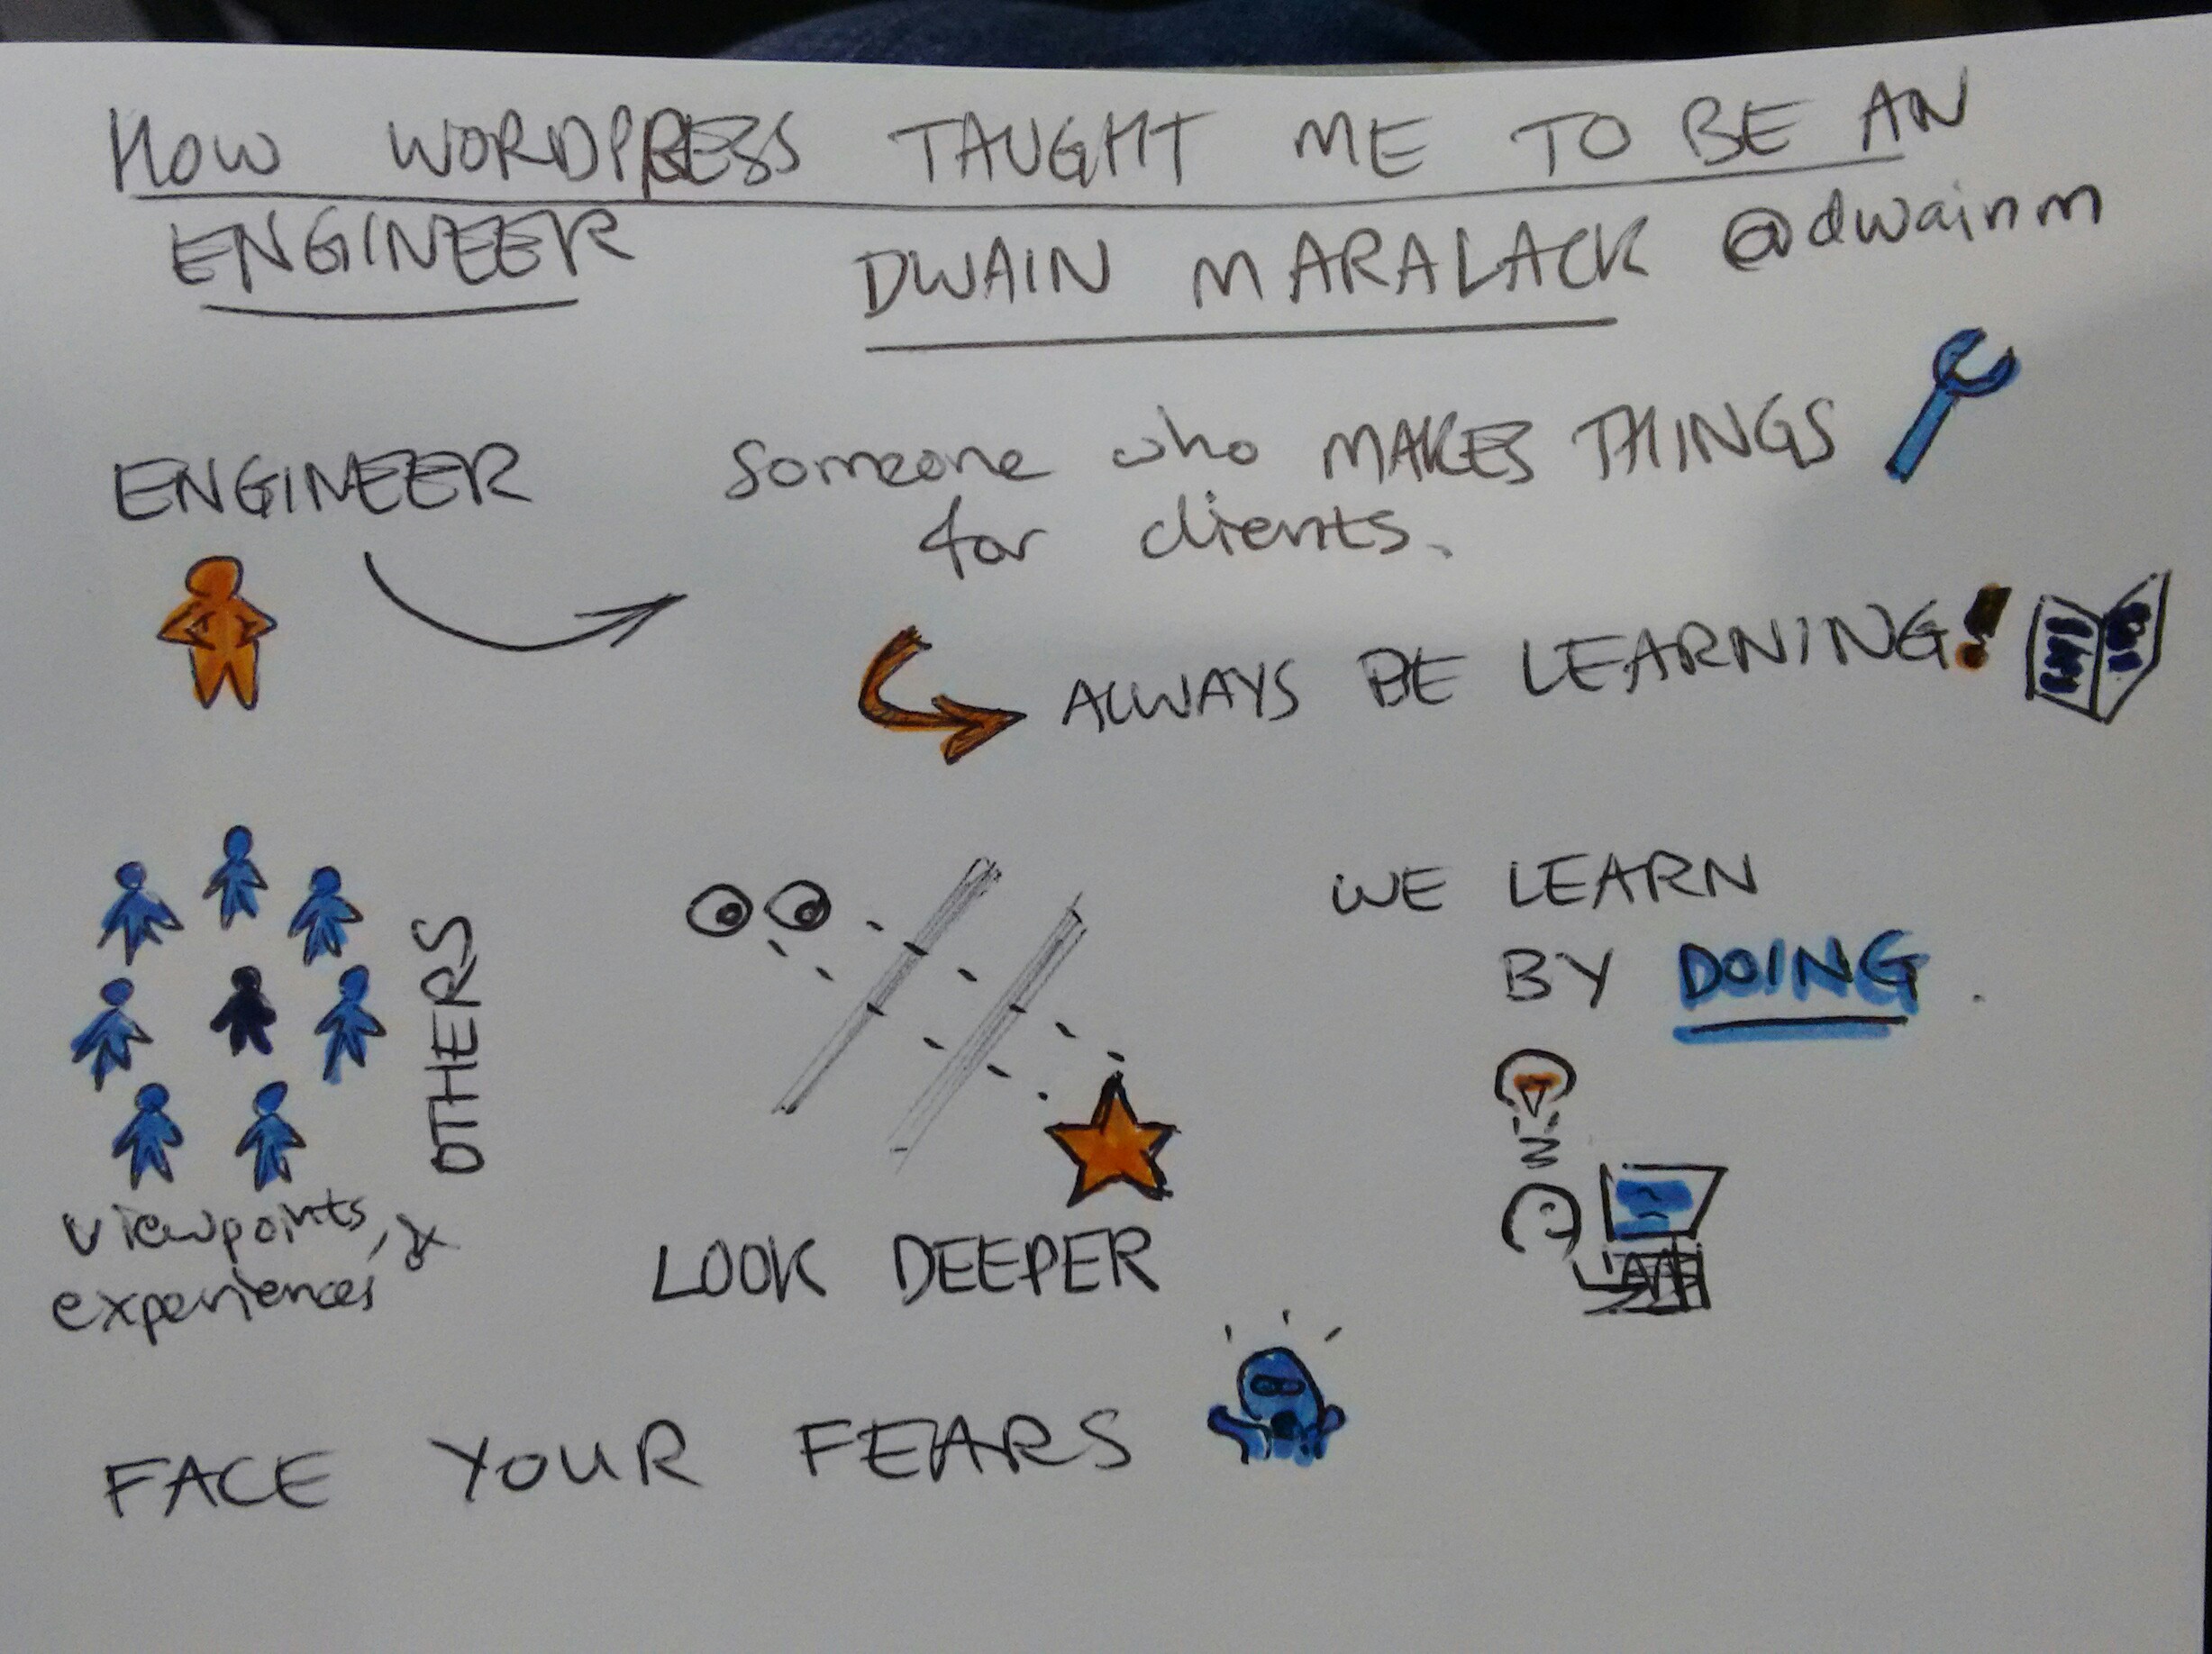 HOW WORDPRESS TAUGHT ME TO BE AN
ENGINEER
DWAIN MARALACK @dwainm
ENGINEER
Someone who MAKES THINGS
for clients.
ALWAYS BE LEARNING!
OTHERS
viewpoints, &
experiences
LOOK DEEPER
WE LEARN
BY DOING.
FACE YOUR FEARS